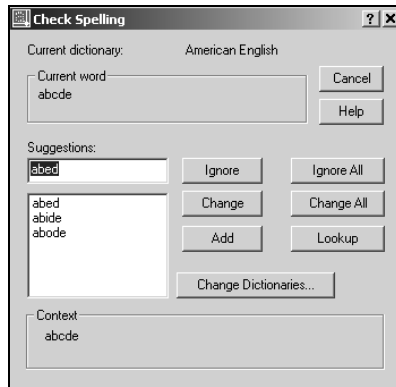 Check Spelling
Current dictionary: American English
Current word
abcde
Cancel
Help
Suggestions:
abed
Ignore
Ignore All
abed
abide
abode
Change
Change All
Add
Lookup
Change Dictionaries...
Context
abcde